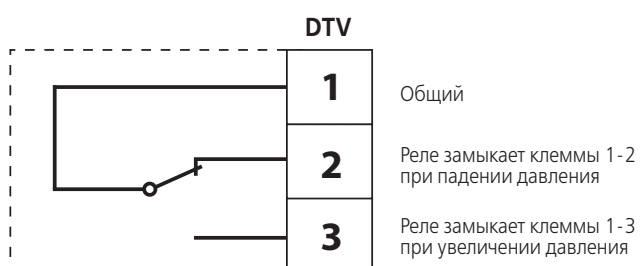 DTV
1
Общий
2
Реле замыкает клеммы 1-2
при падении давления
3
Реле замыкает клеммы 1-3
при увеличении давления